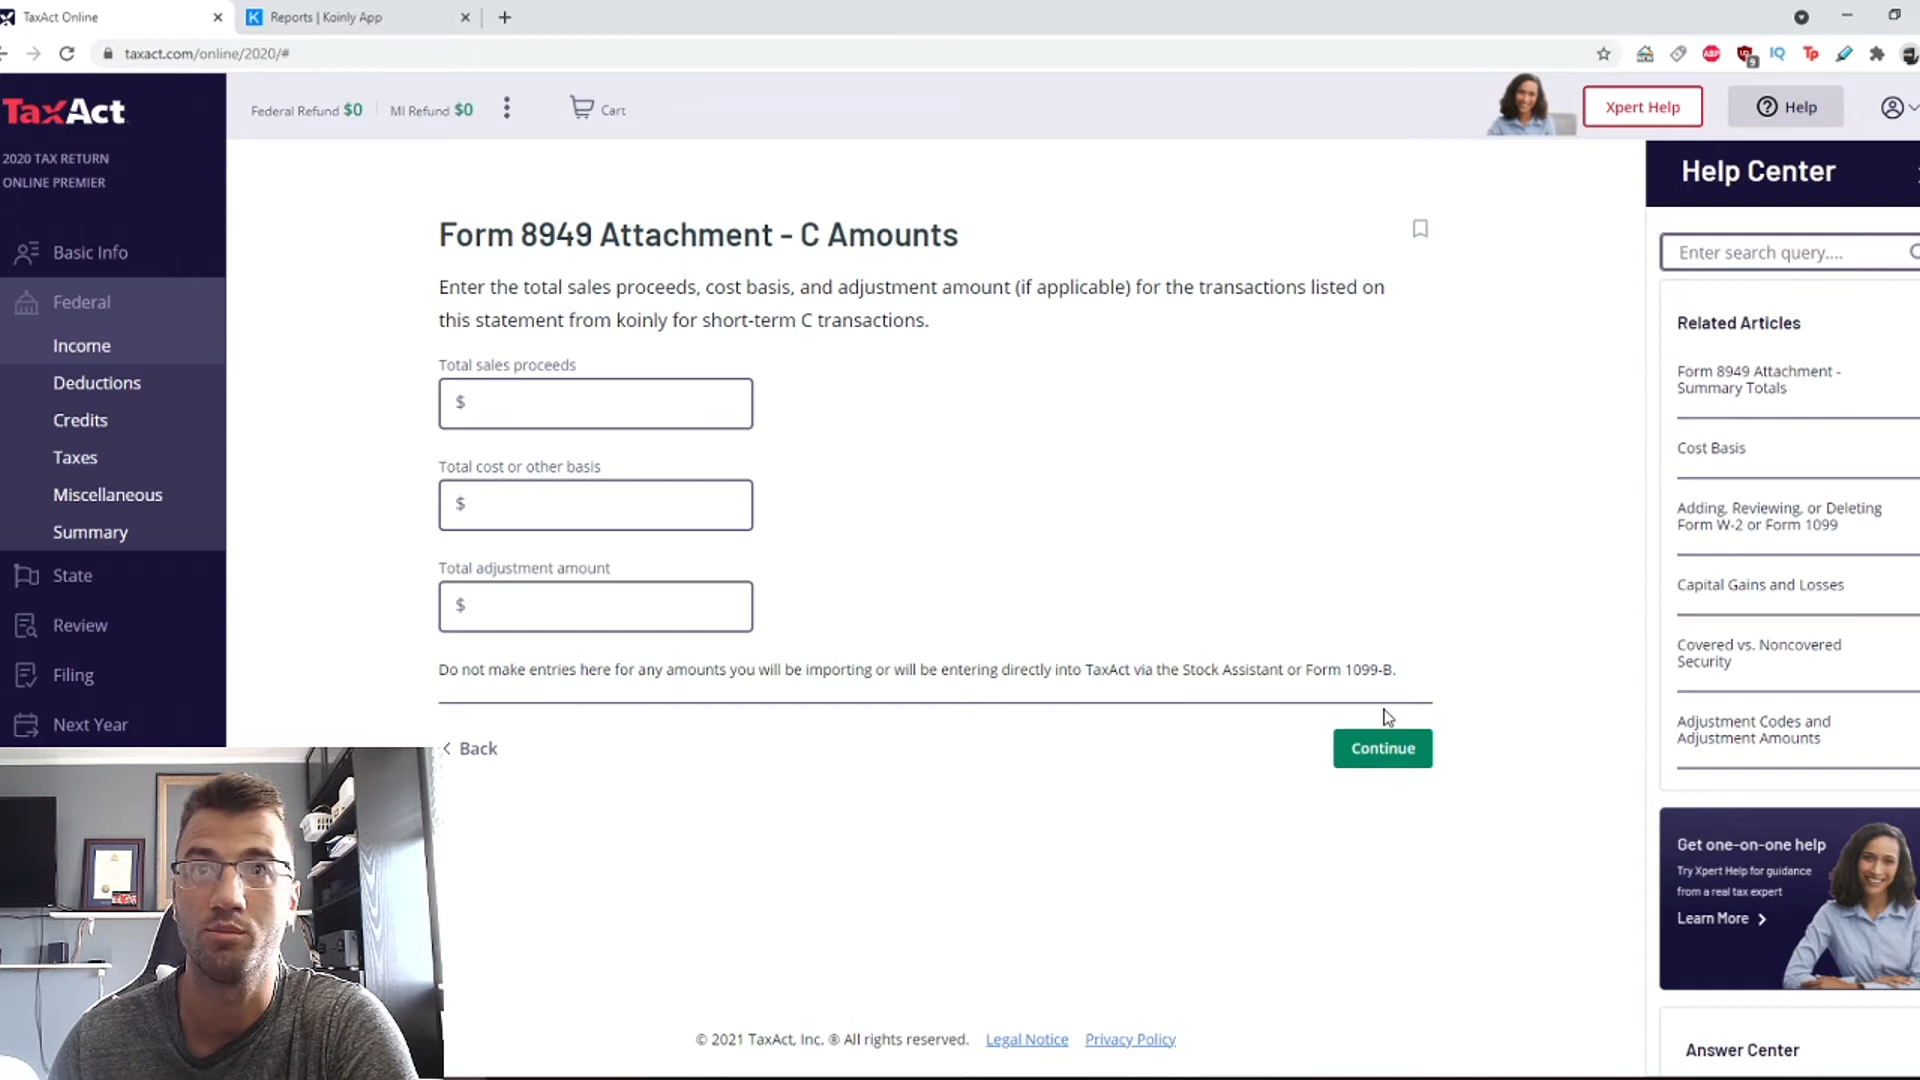 TaxAct Online
Reports | Koinly App
taxact.com/online/2020/#
ABP
9
IQ
Tp
TaxAct
Federal Refund $0
MI Refund $0
Cart
Xpert Help
Help
2020 TAX RETURN
ONLINE PREMIER
Basic Info
Federal
Income
Deductions
Credits
Taxes
Miscellaneous
Summary
State
Review
Filing
Next Year
Form 8949 Attachment - C Amounts
Enter the total sales proceeds, cost basis, and adjustment amount (if applicable) for the transactions listed on
this statement from koinly for short-term C transactions.
Total sales proceeds
$
Total cost or other basis
$
Total adjustment amount
$
Do not make entries here for any amounts you will be importing or will be entering directly into TaxAct via the Stock Assistant or Form 1099-B.
Back
Continue
Help Center
Enter search query....
Related Articles
Form 8949 Attachment -
Summary Totals
Cost Basis
Adding, Reviewing, or Deleting
Form W-2 or Form 1099
Capital Gains and Losses
Covered vs. Noncovered
Security
Adjustment Codes and
Adjustment Amounts
Get one-on-one help
Try Xpert Help for guidance
from a real tax expert
Learn More
Answer Center
© 2021 TaxAct, Inc. ® All rights reserved.
Legal Notice
Privacy Policy